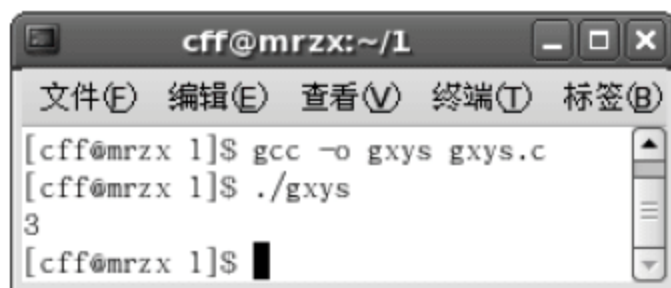 cff@mrzx:~/1
文件(F) 编辑(E) 查看(V) 终端(T) 标签(B)
[cff@mrzx 1]$ gcc -o gxys gxys.c
[cff@mrzx 1]$ ./gxys
3
[cff@mrzx 1]$